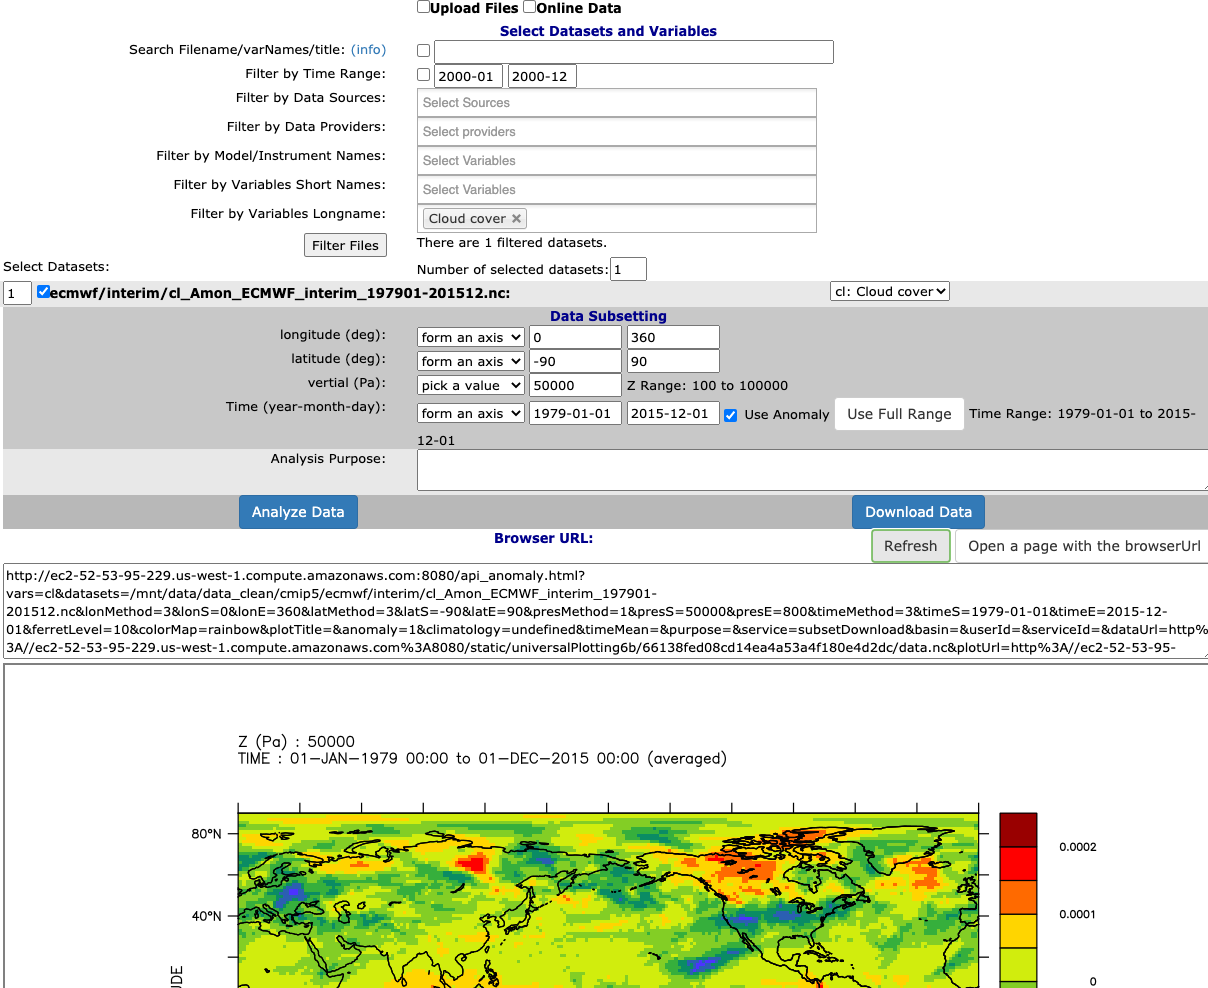 Upload Files Online Data
Select Datasets and Variables
Search Filename/varNames/title: (info)
Filter by Time Range: 2000-01 2000-12
Filter by Data Sources: Select Sources
Filter by Data Providers: Select providers
Filter by Model/Instrument Names: Select Variables
Filter by Variables Short Names: Select Variables
Filter by Variables Longname: Cloud cover ×
Filter Files There are 1 filtered datasets.
Select Datasets: Number of selected datasets: 1
1 ecmwf/interim/cl_Amon_ECMWF_interim_197901-201512.nc: cl: Cloud cover
Data Subsetting
longitude (deg): form an axis 0 360
latitude (deg): form an axis -90 90
vertial (Pa): pick a value 50000 Z Range: 100 to 100000
Time (year-month-day): form an axis 1979-01-01 2015-12-01 Use Anomaly Use Full Range Time Range: 1979-01-01 to 2015-
12-01
Analysis Purpose:
Analyze Data Download Data
Browser URL: Refresh Open a page with the browserUrl
http://ec2-52-53-95-229.us-west-1.compute.amazonaws.com:8080/api_anomaly.html?
vars=cl&datasets=/mnt/data/data_clean/cmip5/ecmwf/interim/cl_Amon_ECMWF_interim_197901-
201512.nc&lonMethod=3&lonS=0&lonE=360&latMethod=3&latS=-90&latE=90&presMethod=1&presS=50000&presE=800&timeMethod=3&timeS=1979-01-01&timeE=2015-12-
01&ferretLevel=10&colorMap=rainbow&plotTitle=&anomaly=1&climatology=undefined&timeMean=&purpose=&service=subsetDownload&basin=&userId=&serviceId=&dataUrl=http%
3A//ec2-52-53-95-229.us-west-1.compute.amazonaws.com%3A8080/static/universalPlotting6b/66138fed08cd14ea4a53a4f180e4d2dc/data.nc&plotUrl=http%3A//ec2-52-53-95-
Z (Pa) : 50000
TIME : 01-JAN-1979 00:00 to 01-DEC-2015 00:00 (averaged)
80°N
0.0002
40°N
0.0001
0